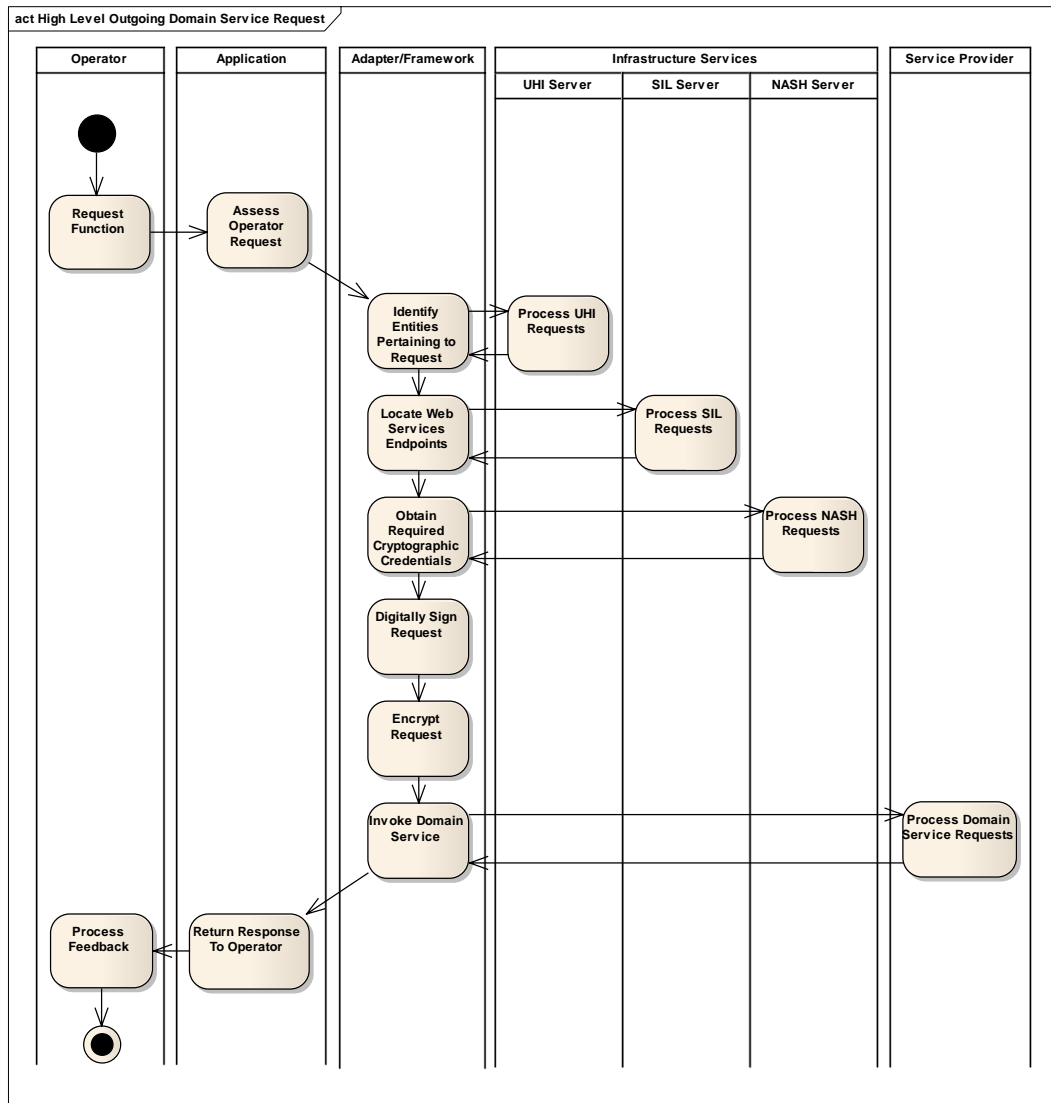 act High Level Outgoing Domain Service Request
Operator
Application
Adapter/Framework
Infrastructure Services
Service Provider
UHI Server
SIL Server
NASH Server
Request
Function
Assess
Operator
Request
Identify
Entities
Pertaining to
Request
Process UHI
Requests
Locate Web
Services
Endpoints
Process SIL
Requests
Obtain
Required
Cryptographic
Credentials
Process NASH
Requests
Digitally Sign
Request
Encrypt
Request
Invoke Domain
Service
Process Domain
Service Requests
Return Response
To Operator
Process
Feedback